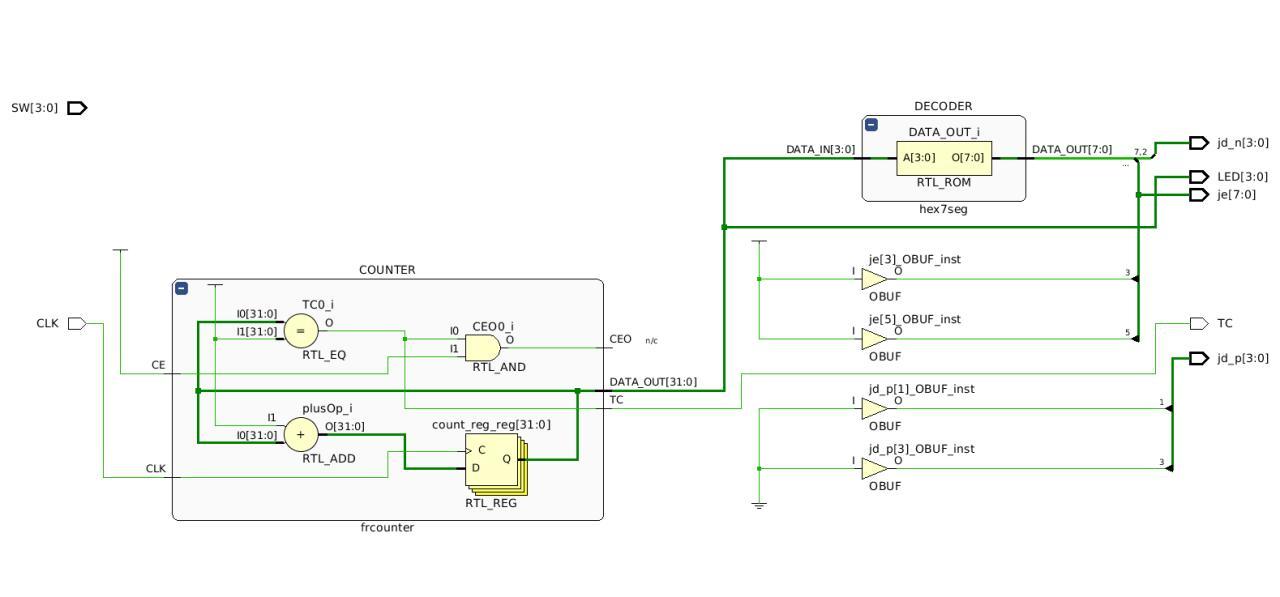 SW[3:0]
DECODER
DATA_OUT_i
DATA_IN[3:0]
A[3:0]
O[7:0]
DATA_OUT[7:0]
RTL_ROM
hex7seg
7,2
...
jd_n[3:0]
LED[3:0]
je[7:0]
je[3]_OBUF_inst
I
O
OBUF
3
je[5]_OBUF_inst
I
O
OBUF
5
TC
jd_p[3:0]
jd_p[1]_OBUF_inst
I
O
OBUF
1
jd_p[3]_OBUF_inst
I
O
OBUF
3
COUNTER
CLK
TC0_i
I0[31:0]
I1[31:0]
=
O
RTL_EQ
CEO0_i
I0
I1
O
RTL_AND
CEO
n/c
CE
DATA_OUT[31:0]
TC
plusOp_i
I1
I0[31:0]
+
O[31:0]
RTL_ADD
count_reg_reg[31:0]
C
D
Q
RTL_REG
CLK
frcounter